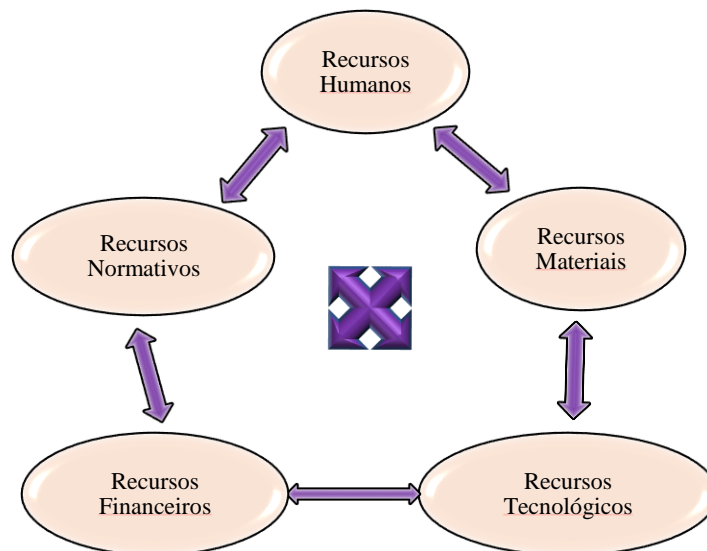 Recursos
Humanos
Recursos
Normativos
Recursos
Materiais
Recursos
Financeiros
Recursos
Tecnológicos